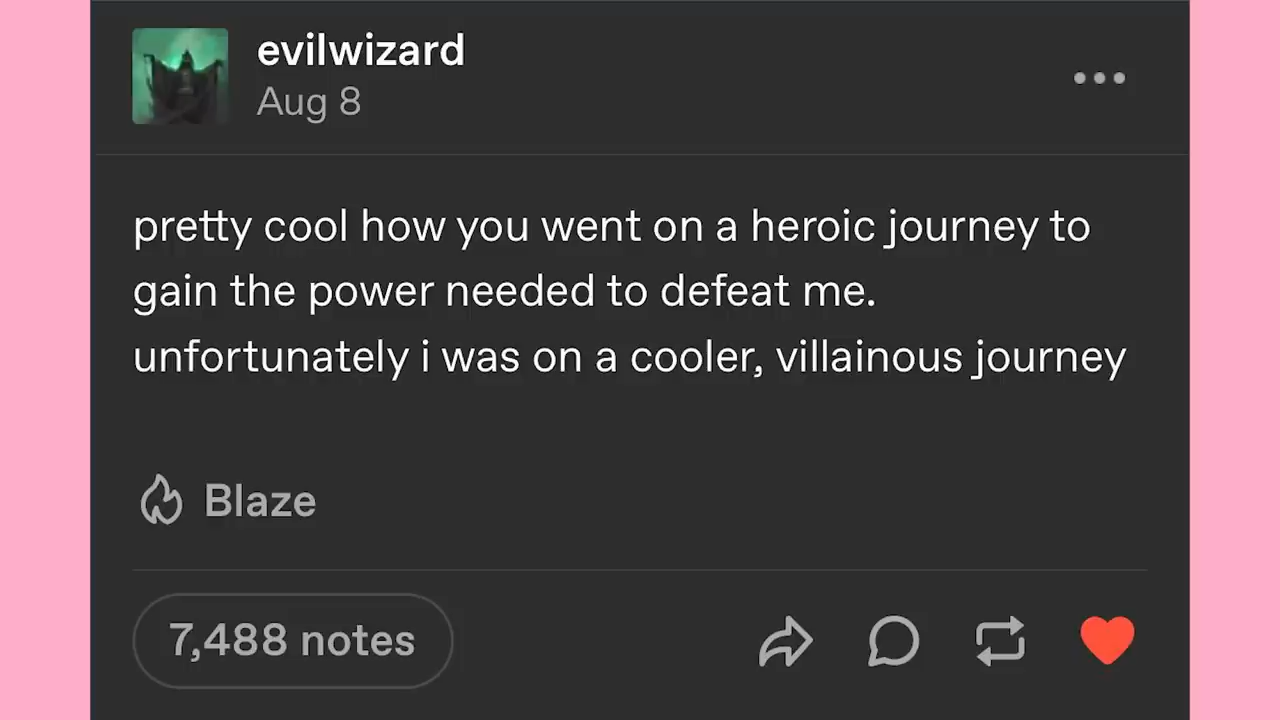 evilwizard
Aug 8
pretty cool how you went on a heroic journey to
gain the power needed to defeat me.
unfortunately i was on a cooler, villainous journey
Blaze
7,488 notes